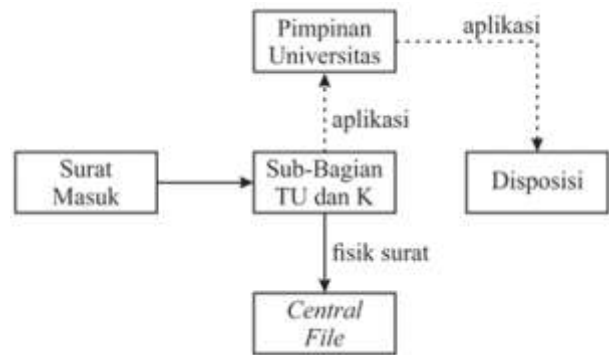 Pimpinan
Universitas
aplikasi
aplikasi
Surat
Masuk
Sub-Bagian
TU dan K
Disposisi
fisik surat
Central
File